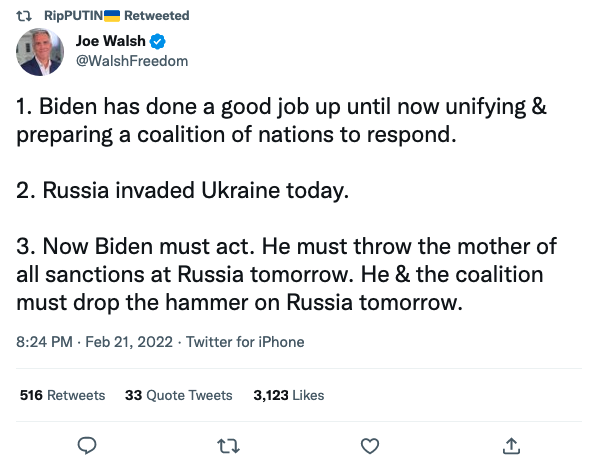 RipPUTIN🇺🇦 Retweeted
Joe Walsh
@WalshFreedom
1. Biden has done a good job up until now unifying &
preparing a coalition of nations to respond.
2. Russia invaded Ukraine today.
3. Now Biden must act. He must throw the mother of
all sanctions at Russia tomorrow. He & the coalition
must drop the hammer on Russia tomorrow.
8:24 PM · Feb 21, 2022 · Twitter for iPhone
516 Retweets 33 Quote Tweets 3,123 Likes